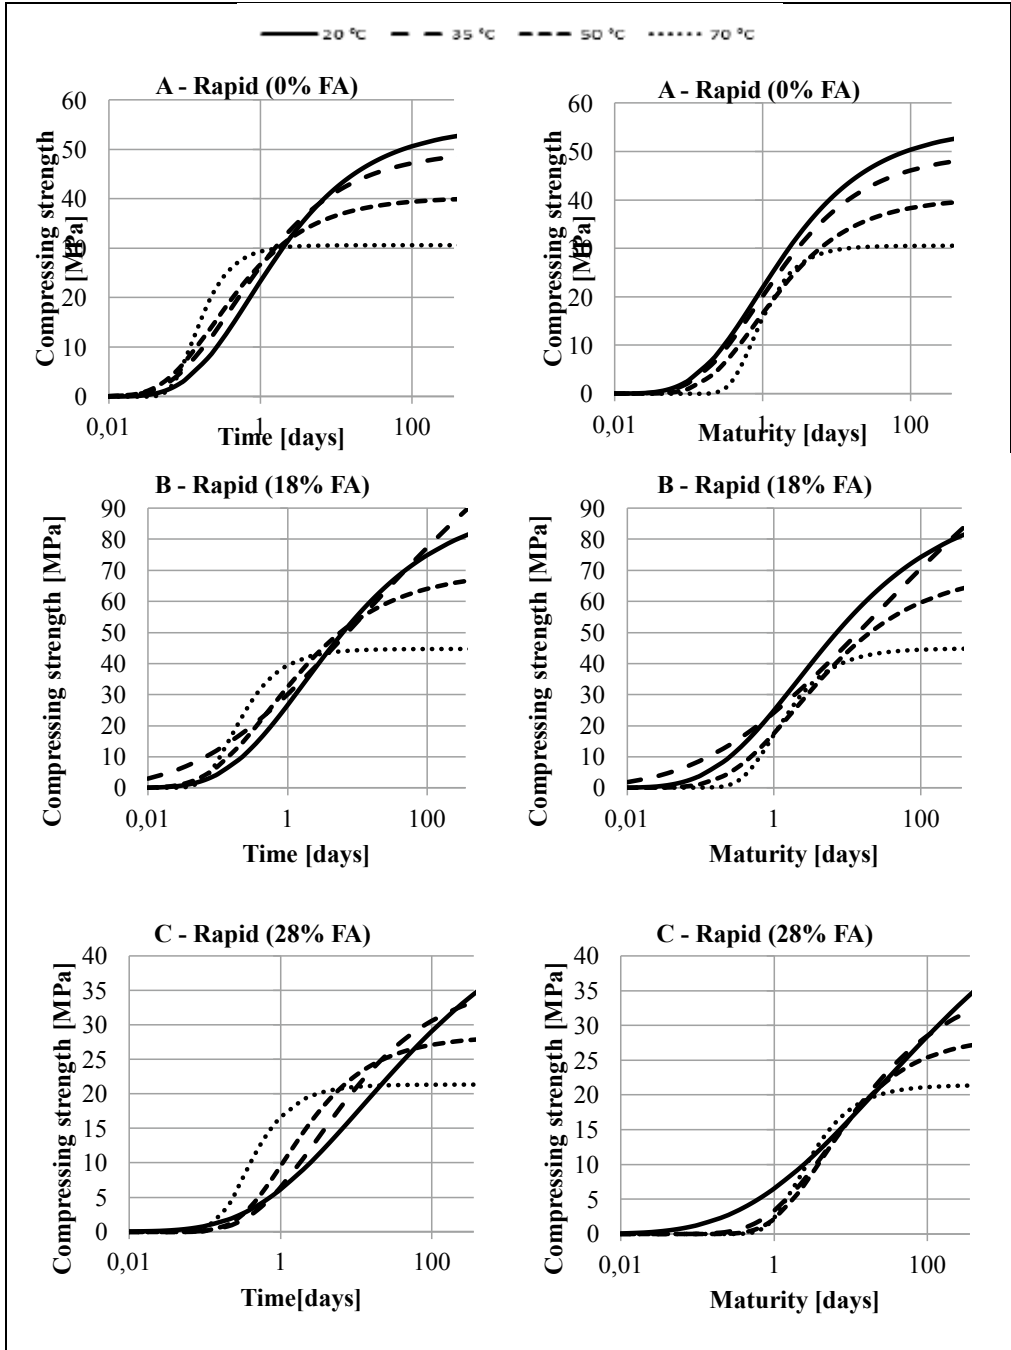 20 °C 35 °C 50 °C 70 °C
A - Rapid (0% FA)
Compressing strength
[MPa]
60
50
40
30
20
10
0
0,01 1 100
Time [days]
A - Rapid (0% FA)
Compressing strength
[MPa]
60
50
40
30
20
10
0
0,01 1 100
Maturity [days]
B - Rapid (18% FA)
Compressing strength [MPa]
90
80
70
60
50
40
30
20
10
0
0,01 1 100
Time [days]
B - Rapid (18% FA)
Compressing strength [MPa]
90
80
70
60
50
40
30
20
10
0
0,01 1 100
Maturity [days]
C - Rapid (28% FA)
Compressing strength [MPa]
40
35
30
25
20
15
10
5
0
0,01 1 100
Time[days]
C - Rapid (28% FA)
Compressing strength [MPa]
40
35
30
25
20
15
10
5
0
0,01 1 100
Maturity [days]